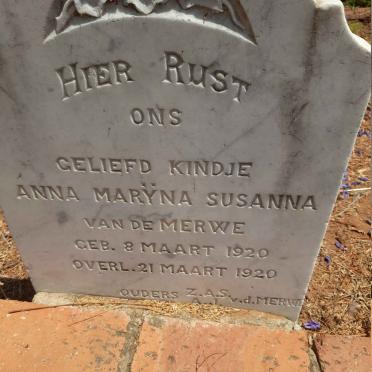 HIER RUST
ONS
GELIEFD KINDJE
ANNA MARŸNA SUSANNA
VAN DE MERWE
GEB. 8 MAART 1920
OVERL. 21 MAART 1920
OUDERS Z.A.S. V.D. MERWE